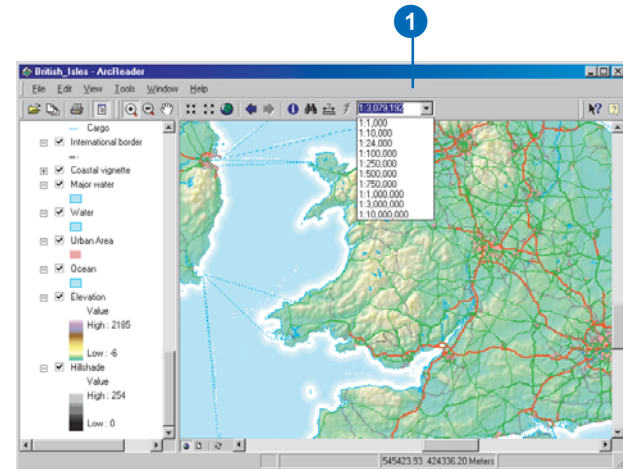 1
British_Isles - ArcReader
File Edit View Tools Window Help
1:3,079,192
1:1,000
1:10,000
1:24,000
1:100,000
1:250,000
1:500,000
1:750,000
1:1,000,000
1:3,000,000
1:10,000,000
Cargo
International border
Coastal vignette
Major water
Water
Urban Area
Ocean
Elevation
Value
High : 2185
Low : -6
Hillshade
Value
High : 254
Low : 0
545423.93 424336.20 Meters